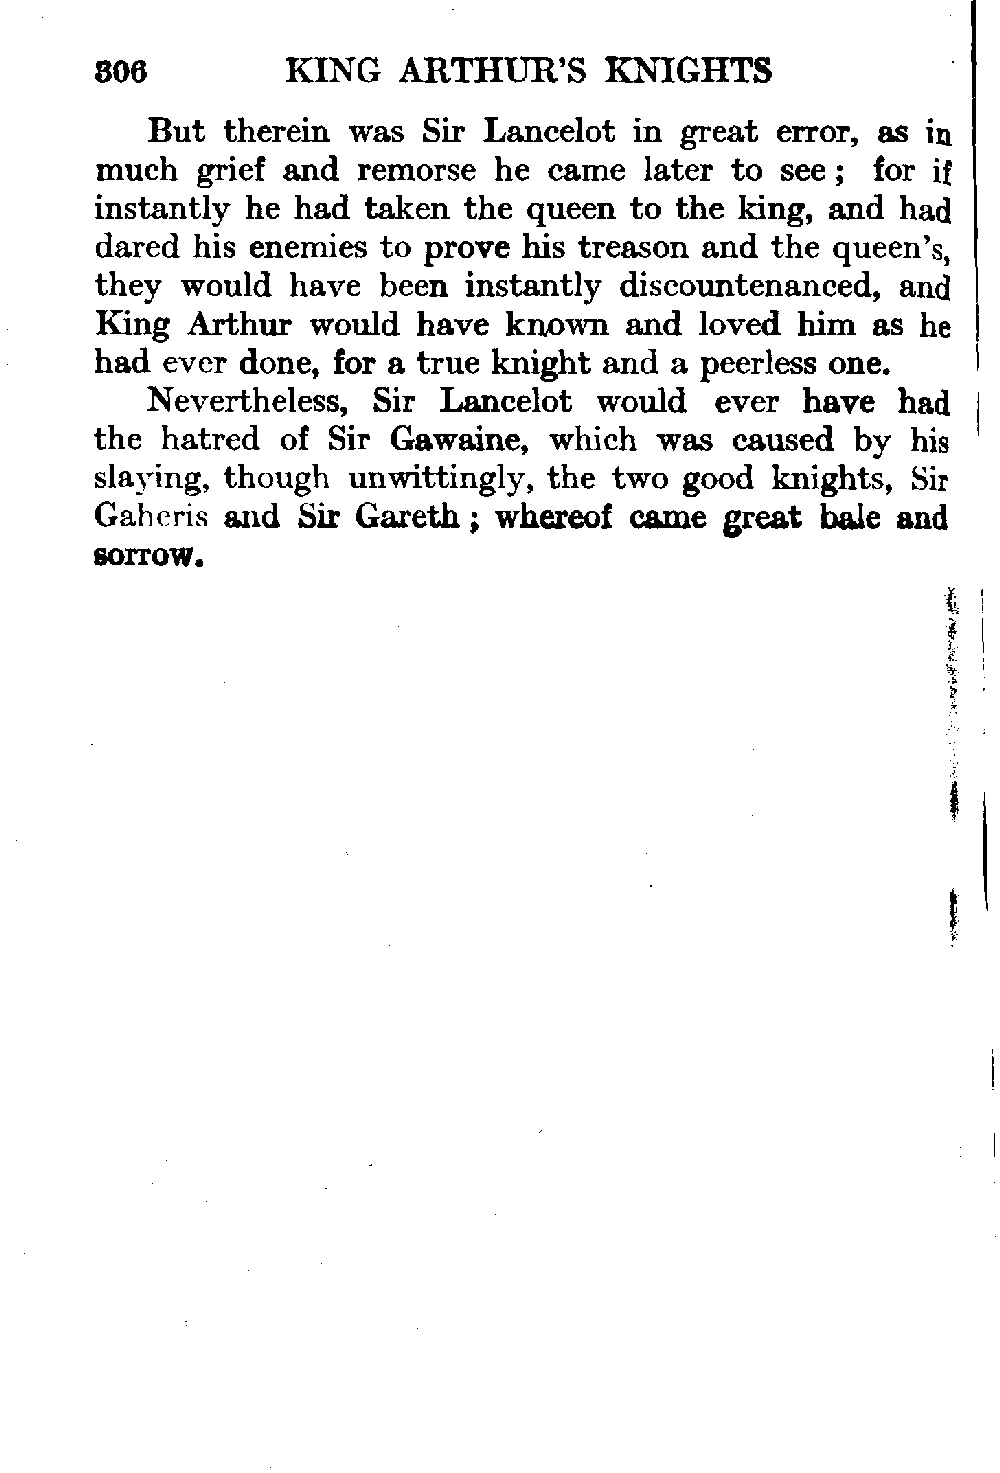 306 KING ARTHUR'S KNIGHTS
But therein was Sir Lancelot in great error, as in
much grief and remorse he came later to see ; for if
instantly he had taken the queen to the king, and had
dared his enemies to prove his treason and the queen's,
they would have been instantly discountenanced, and
King Arthur would have known and loved him as he
had ever done, for a true knight and a peerless one.
Nevertheless, Sir Lancelot would ever have had
the hatred of Sir Gawaine, which was caused by his
slaying, though unwittingly, the two good knights, Sir
Gaheris and Sir Gareth ; whereof came great bale and
sorrow.